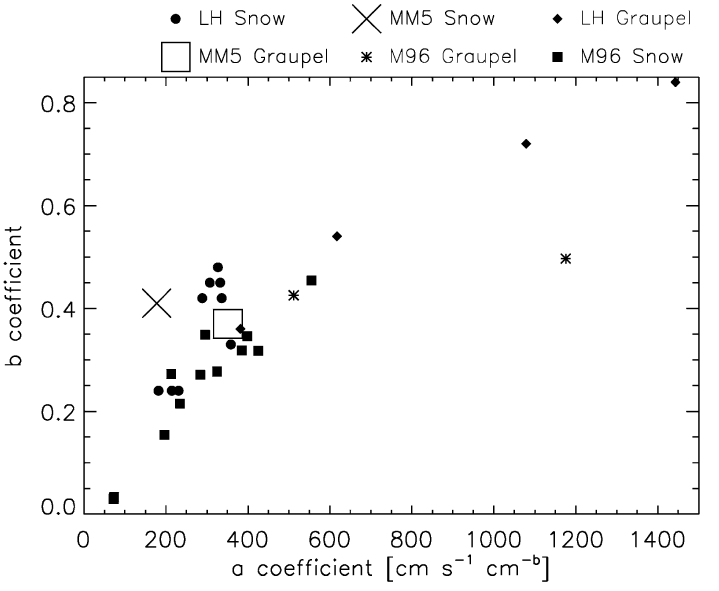 LH Snow MM5 Snow LH Graupel
MM5 Graupel M96 Graupel M96 Snow
0.8
0.6
0.4
0.2
0.0
b coefficient
0 200 400 600 800 1000 1200 1400
a coefficient [cm s⁻¹ cm⁻ᵇ]